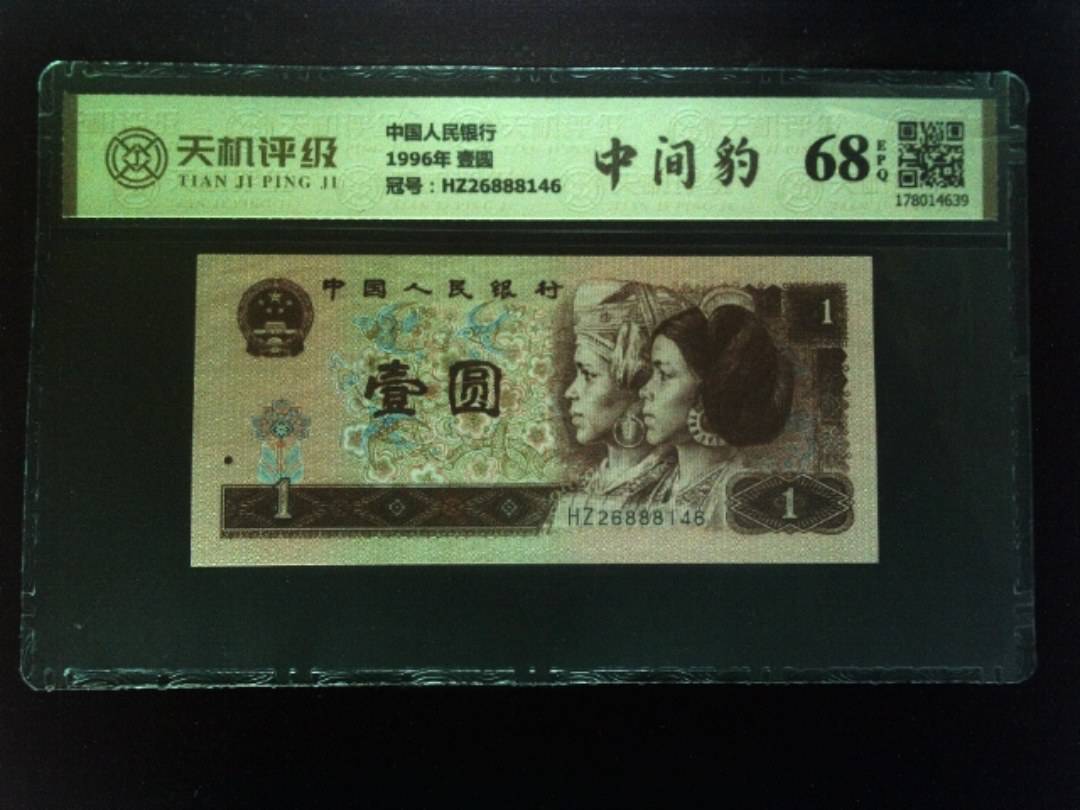 天机评级
TIAN JI PING JI
中国人民银行
1996年 壹圆
冠号：HZ26888146
中间豹
68
EPQ
178014639
中国人民银行
1
壹圆
1
HZ26888146
1